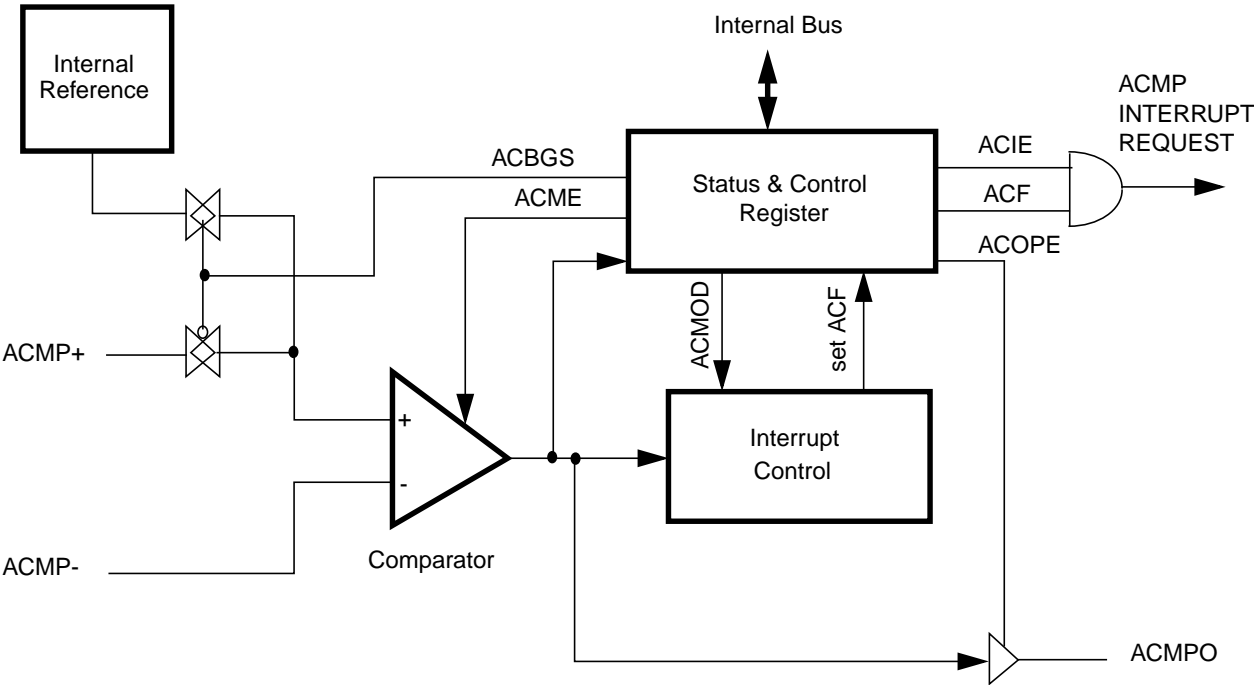 Internal Bus
Internal
Reference
ACMP
INTERRUPT
REQUEST
ACBGS
ACME
Status & Control
Register
ACIE
ACF
ACOPE
ACMOD
set ACF
ACMP+
+
-
Interrupt
Control
Comparator
ACMP-
ACMPO